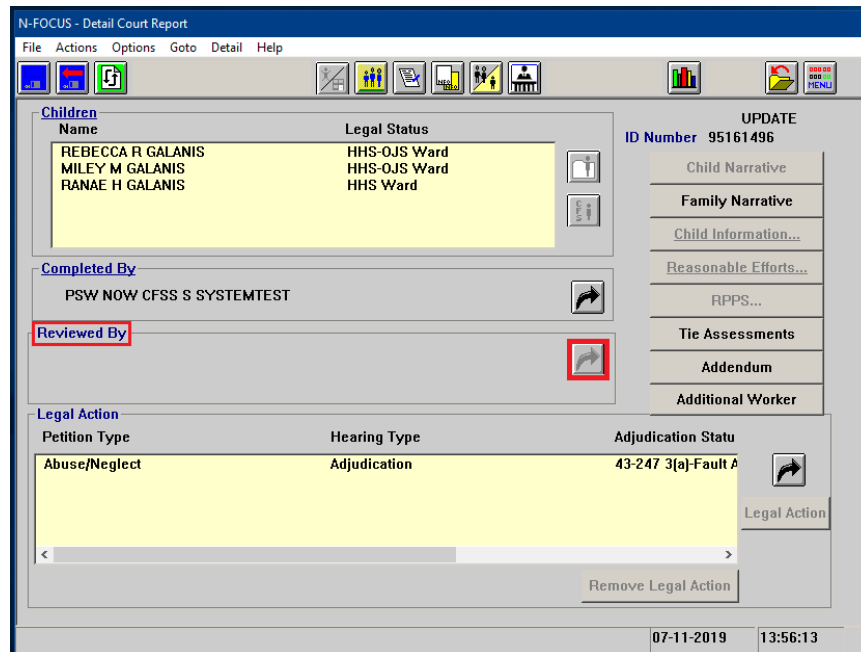 N-FOCUS - Detail Court Report
File Actions Options Goto Detail Help
MENU
Children
Name Legal Status
REBECCA R GALANIS HHS-OJS Ward
MILEY M GALANIS HHS-OJS Ward
RANAE H GALANIS HHS Ward
UPDATE
ID Number 95161496
Child Narrative
Family Narrative
Child Information...
Reasonable Efforts...
RPPS...
Tie Assessments
Addendum
Additional Worker
Completed By
PSW NOW CFSS S SYSTEMTEST
Reviewed By
Legal Action
Petition Type Hearing Type Adjudication Statu
Abuse/Neglect Adjudication 43-247 3(a)-Fault A
Legal Action
Remove Legal Action
07-11-2019 13:56:13